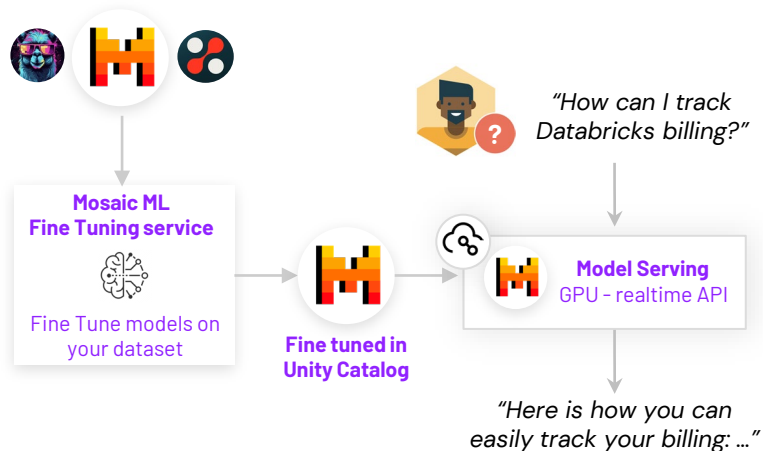 “How can I track
Databricks billing?”
?
Mosaic ML
Fine Tuning service
Fine Tune models on
your dataset
Fine tuned in
Unity Catalog
Model Serving
GPU - realtime API
“Here is how you can
easily track your billing: ...”